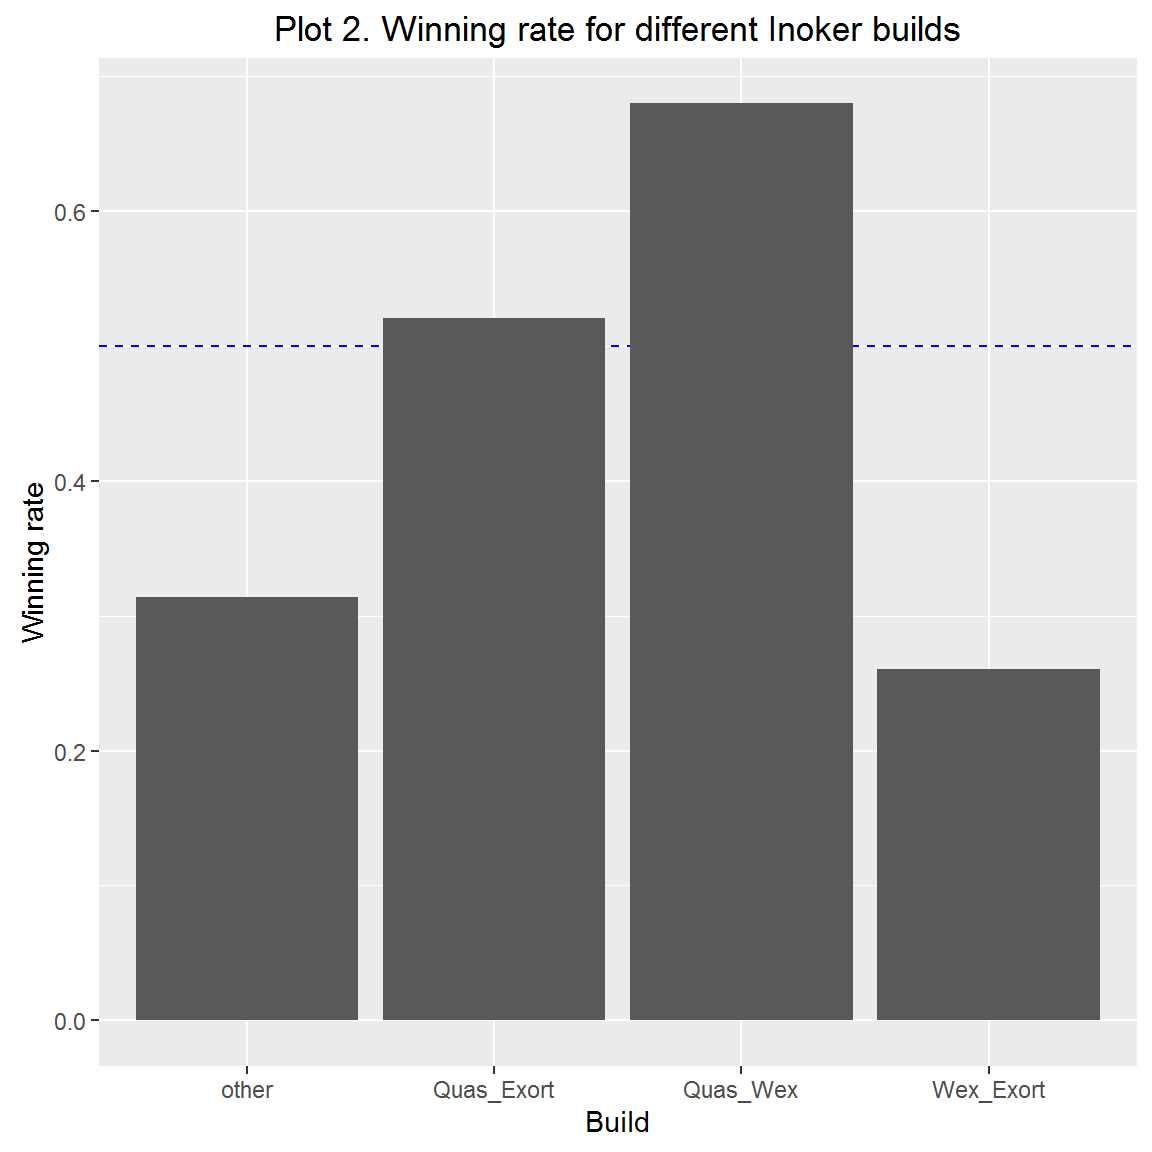 Plot 2. Winning rate for different Inoker builds
Winning rate
0.6
0.4
0.2
0.0
other
Quas_Exort
Quas_Wex
Wex_Exort
Build